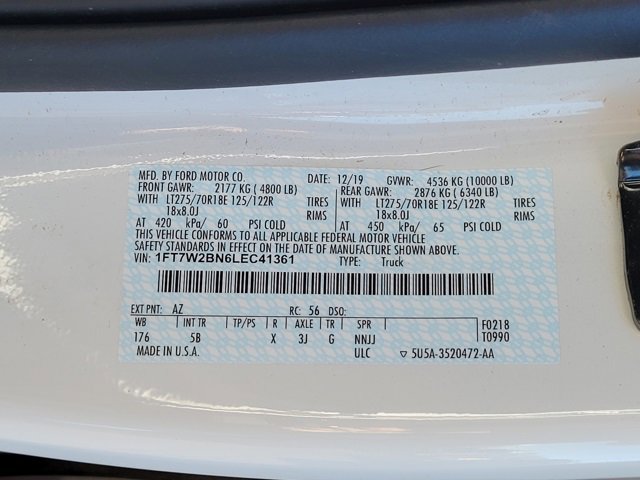 MFD. BY FORD MOTOR CO. DATE: 12/19 GVWR: 4536 KG (10000 LB)
FRONT GAWR: 2177 KG ( 4800 LB) REAR GAWR: 2876 KG ( 6340 LB)
WITH LT275/70R18E 125/122R TIRES WITH LT275/70R18E 125/122R TIRES
18x8.0J RIMS 18x8.0J RIMS
AT 420 kPa/ 60 PSI COLD AT 450 kPa/ 65 PSI COLD
THIS VEHICLE CONFORMS TO ALL APPLICABLE FEDERAL MOTOR VEHICLE
SAFETY STANDARDS IN EFFECT ON THE DATE OF MANUFACTURE SHOWN ABOVE.
VIN: 1FT7W2BN6LEC41361 TYPE: Truck
EXT PNT: AZ RC: 56 DSO:
WB INT TR TP/PS R AXLE TR SPR F0218
176 5B X 3J G NNJJ T0990
MADE IN U.S.A. ULC ▽ 5U5A-3520472-AA